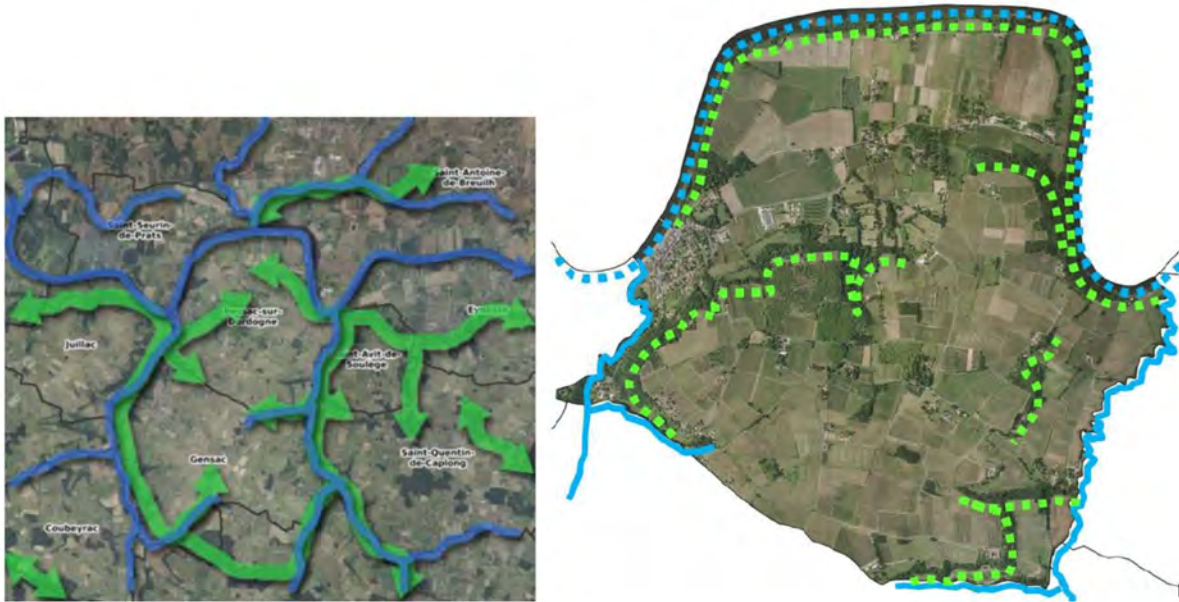 Saint-Antoine-
de-Breuilh
Saint-Seurin-
de-Prats
Pessac-sur-
Dordogne
Eynesse
Juillac
Saint-Avit-de-
Soulège
Gensac
Saint-Quentin-
de-Caplong
Coubeyrac